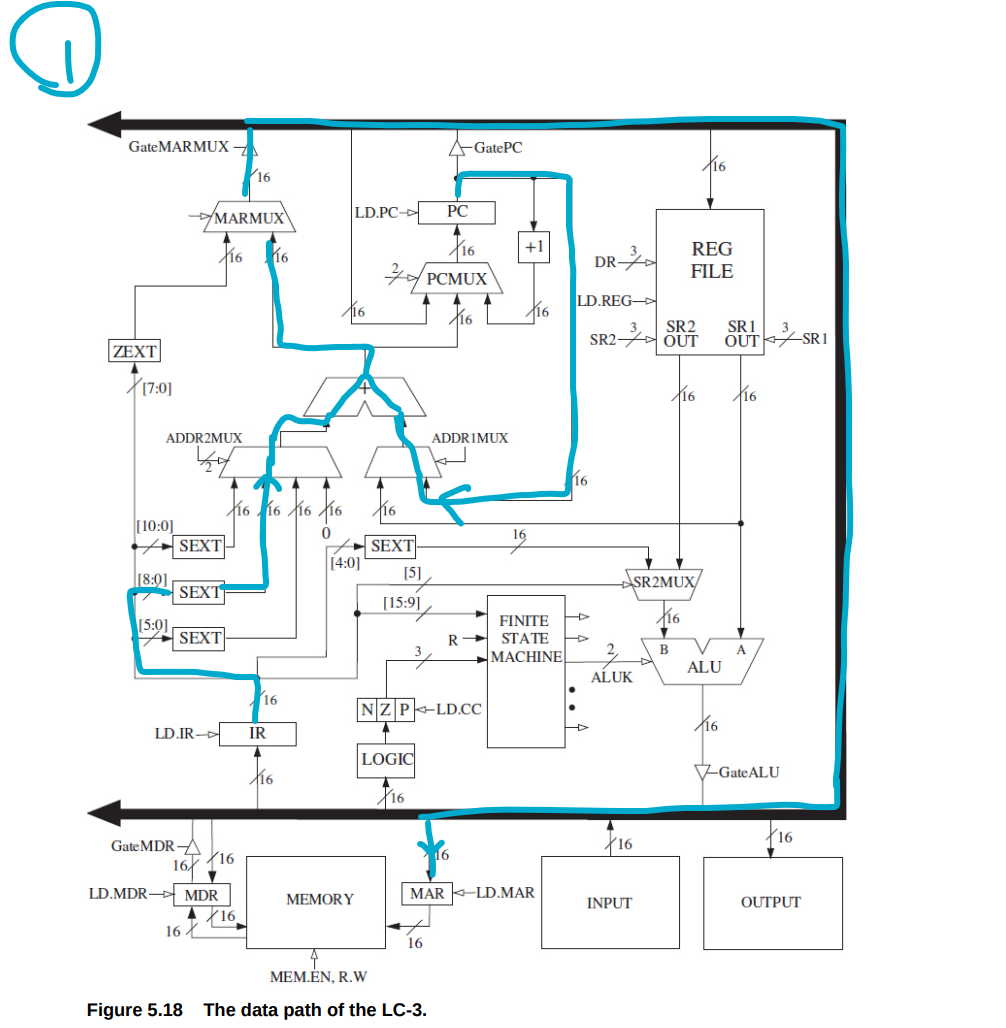 1
GateMARMUX
GatePC
16
16
MARMUX
LD.PC
PC
16
+1
REG
FILE
16
16
2
PCMUX
DR
3
LD.REG
16
16
16
ZEXT
SR2
3
SR2
OUT
SR1
OUT
3
SR1
[7:0]
+
16
16
ADDR2MUX
2
ADDR1MUX
16
16
16
16
16
16
0
[10:0]
SEXT
[4:0]
SEXT
16
[8:0]
SEXT
[5]
SR2MUX
[15:9]
16
[5:0]
SEXT
R
FINITE
STATE
MACHINE
B
A
ALU
3
2
ALUK
16
N Z P
LD.CC
LD.IR
IR
16
LOGIC
16
GateALU
16
GateMDR
16
16
16
16
16
LD.MDR
MDR
MEMORY
MAR
LD.MAR
INPUT
OUTPUT
16
16
16
MEM.EN, R.W
Figure 5.18 The data path of the LC-3.